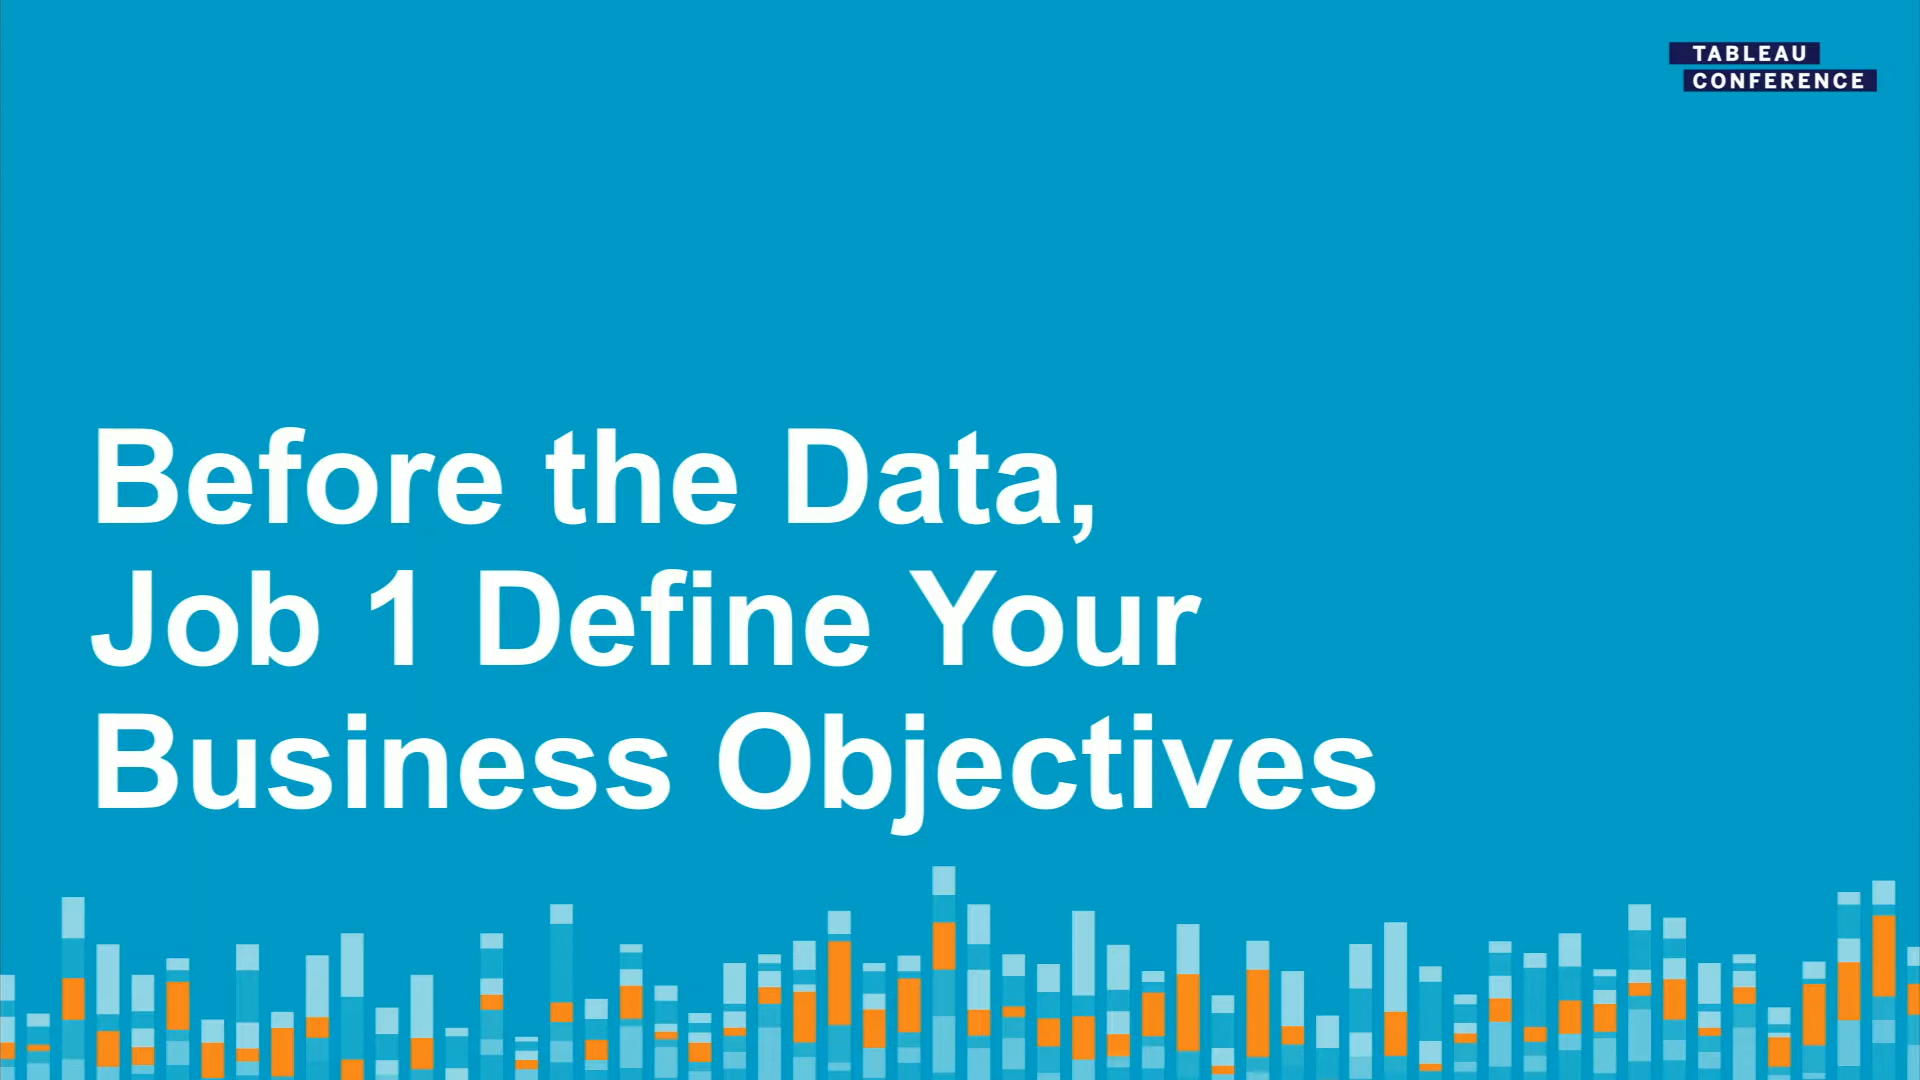 TABLEAU
CONFERENCE
Before the Data,
Job 1 Define Your
Business Objectives